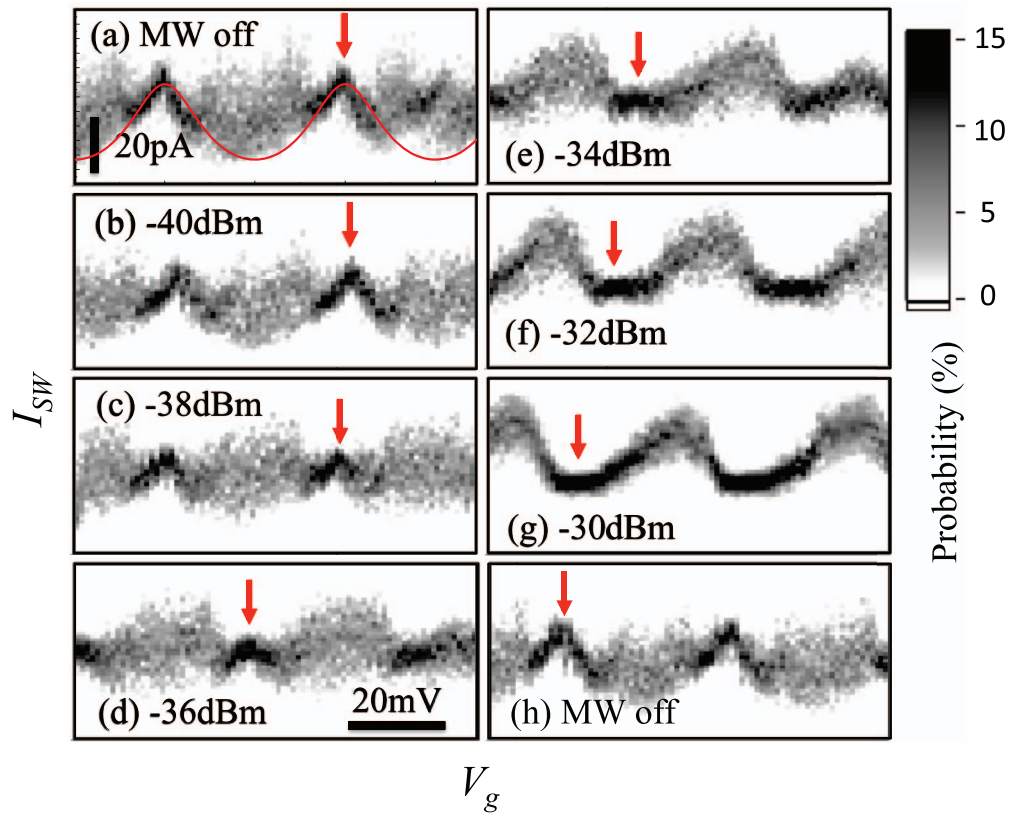 (a) MW off
20pA
(b) -40dBm
(c) -38dBm
(d) -36dBm
20mV
(e) -34dBm
(f) -32dBm
(g) -30dBm
(h) MW off
15
10
5
0
Probability (%)
I_SW
V_g